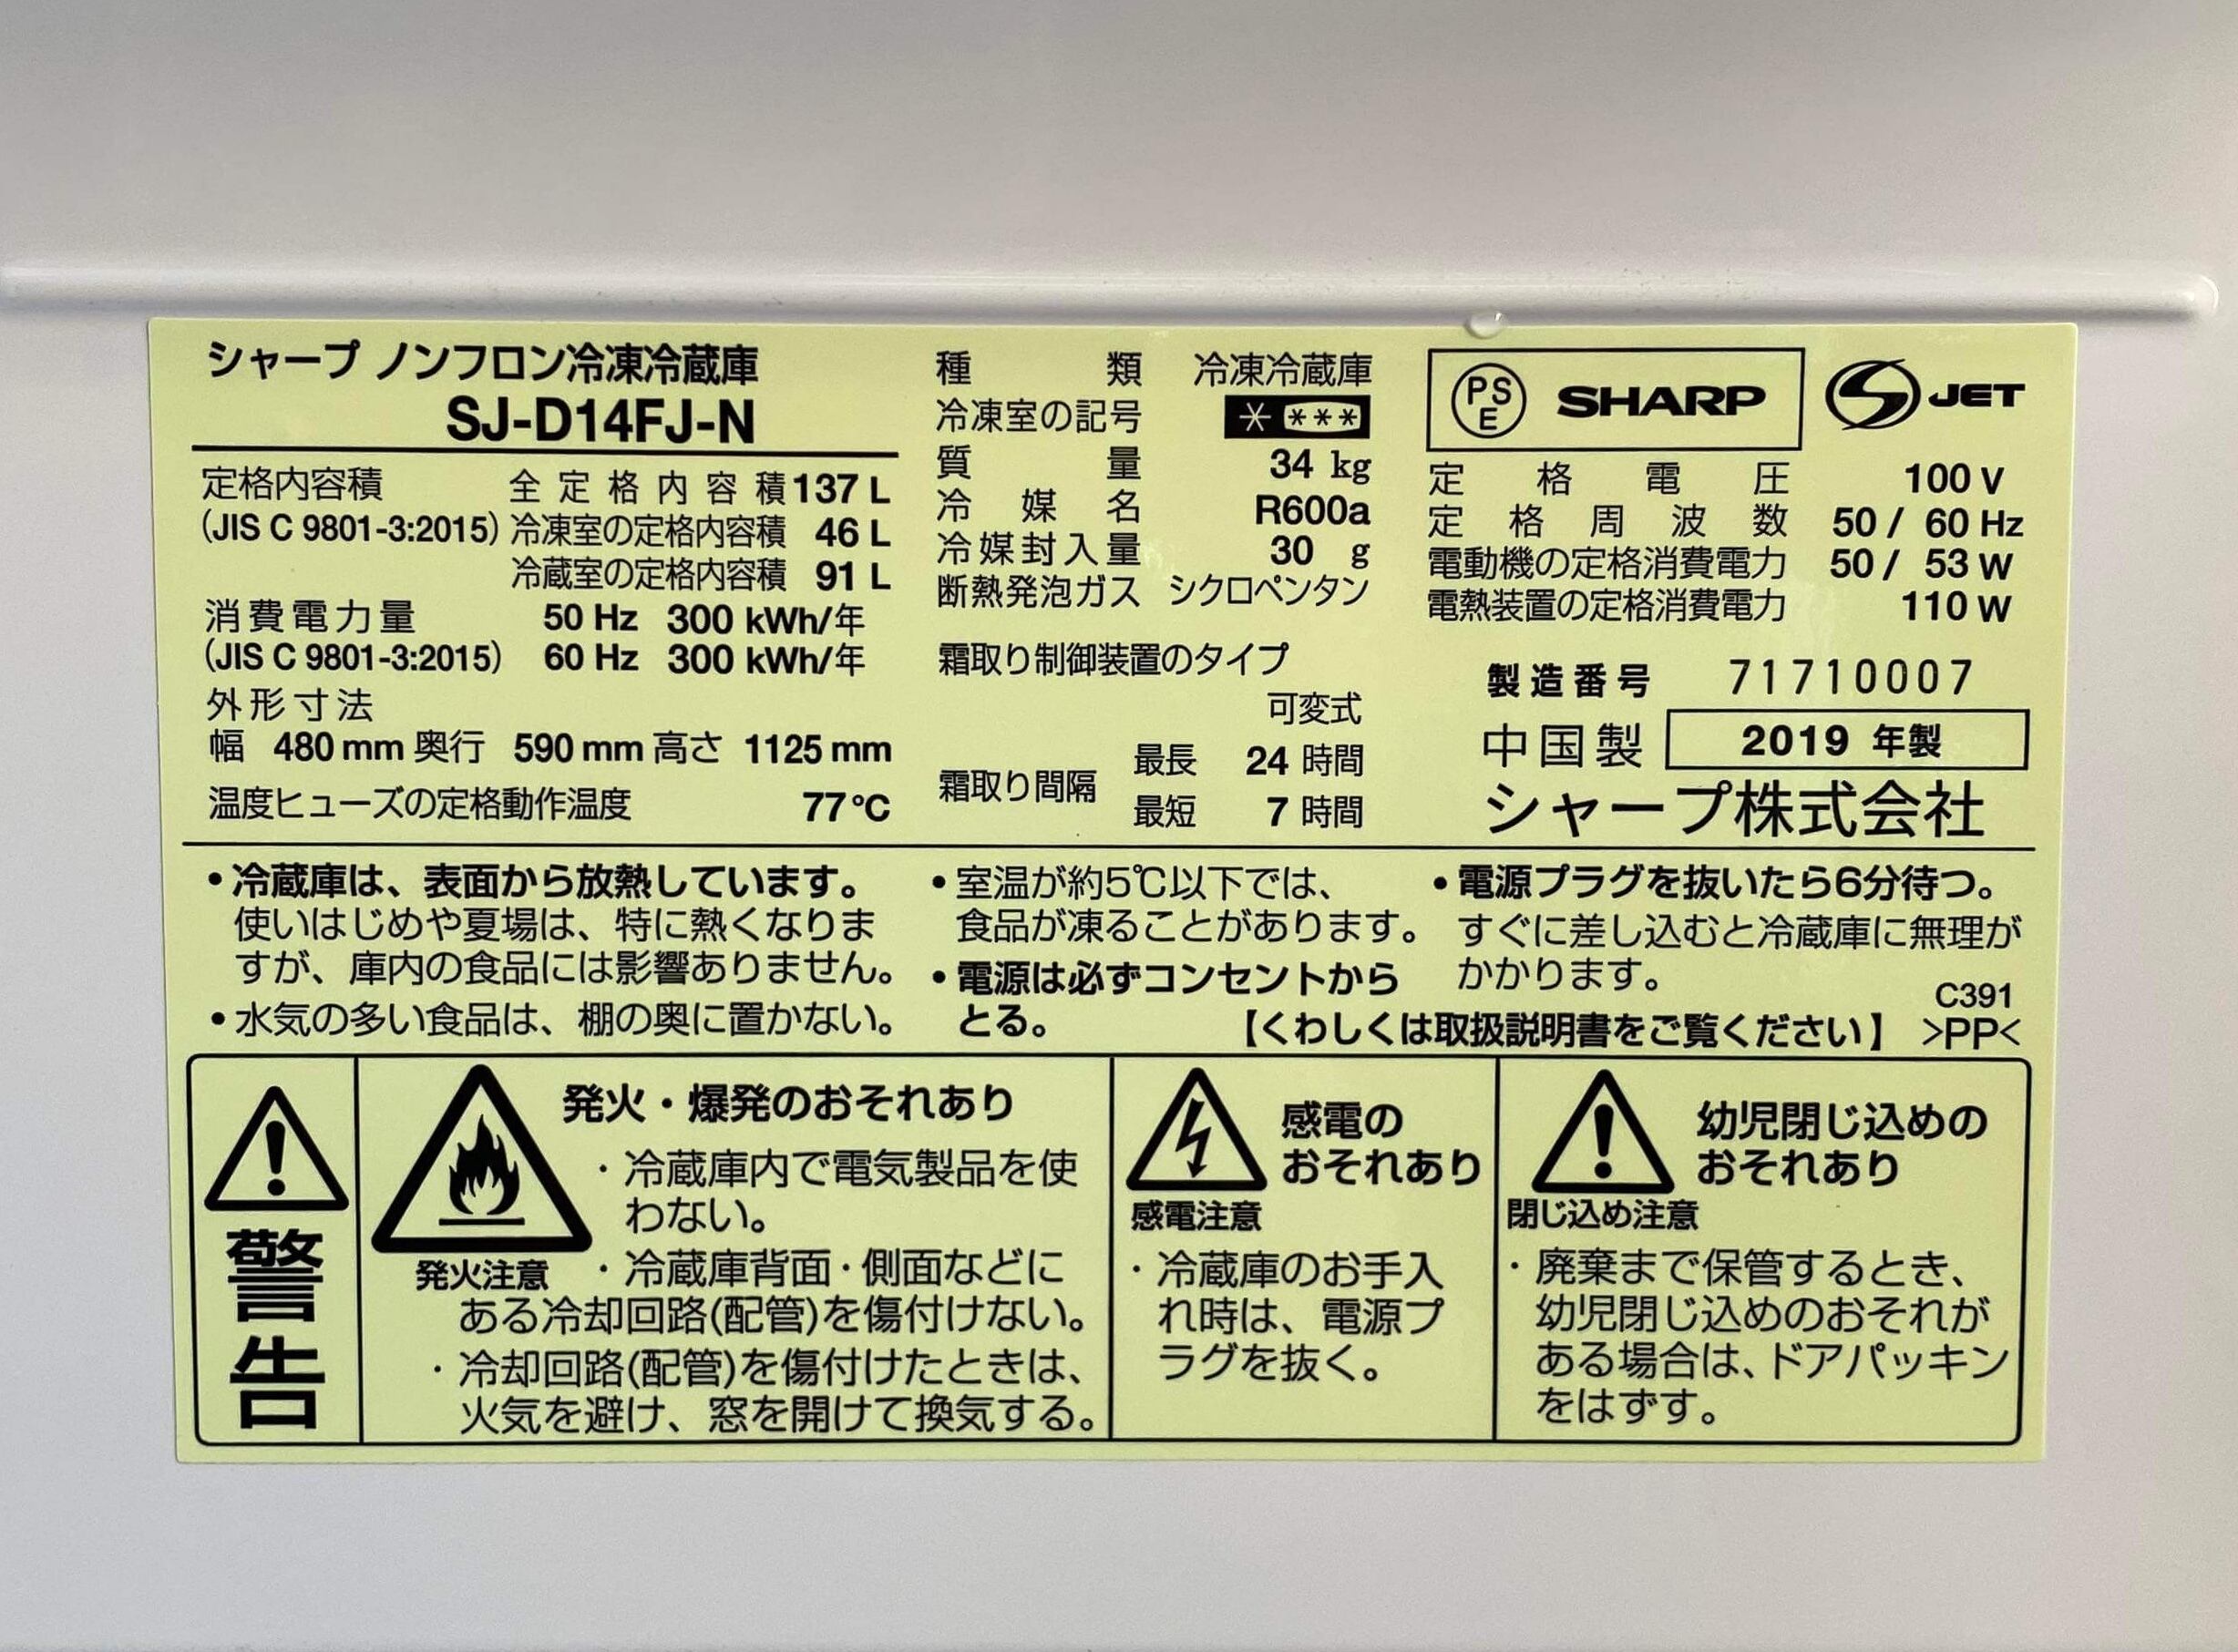 シャープ ノンフロン冷凍冷蔵庫
SJ-D14FJ-N
定格内容積 全定格内容積 137 L
(JIS C 9801-3:2015) 冷凍室の定格内容積 46 L
冷蔵室の定格内容積 91 L
消費電力量 50 Hz 300 kWh/年
(JIS C 9801-3:2015) 60 Hz 300 kWh/年
外形寸法
幅 480 mm 奥行 590 mm 高さ 1125 mm
温度ヒューズの定格動作温度 77℃
種類 冷凍冷蔵庫
冷凍室の記号 * ***
質量 34 kg
冷媒名 R600a
冷媒封入量 30 g
断熱発泡ガス シクロペンタン
霜取り制御装置のタイプ
可変式
霜取り間隔 最長 24 時間
最短 7 時間
PSE SHARP JET
定格電圧 100 V
定格周波数 50 / 60 Hz
電動機の定格消費電力 50 / 53 W
電熱装置の定格消費電力 110 W
製造番号 71710007
中国製 2019 年製
シャープ株式会社
•冷蔵庫は、表面から放熱しています。
使いはじめや夏場は、特に熱くなりま
すが、庫内の食品には影響ありません。
•水気の多い食品は、棚の奥に置かない。
•室温が約5℃以下では、
食品が凍ることがあります。
•電源は必ずコンセントから
とる。
•電源プラグを抜いたら6分待つ。
すぐに差し込むと冷蔵庫に無理が
かかります。
C391
【くわしくは取扱説明書をご覧ください】 >PP<
警告
発火・爆発のおそれあり
・冷蔵庫内で電気製品を使
わない。
発火注意
・冷蔵庫背面・側面などに
ある冷却回路(配管)を傷付けない。
・冷却回路(配管)を傷付けたときは、
火気を避け、窓を開けて換気する。
感電の
おそれあり
感電注意
・冷蔵庫のお手入
れ時は、電源プ
ラグを抜く。
幼児閉じ込めの
おそれあり
閉じ込め注意
・廃棄まで保管するとき、
幼児閉じ込めのおそれが
ある場合は、ドアパッキン
をはずす。